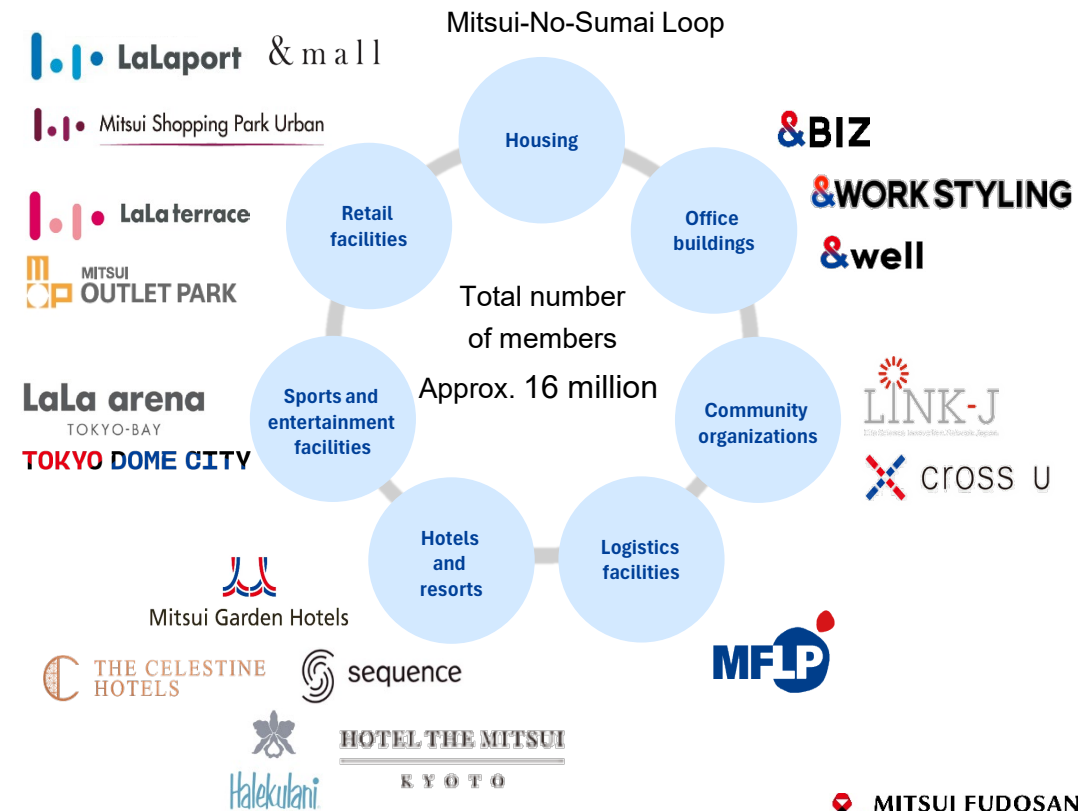 Mitsui-No-Sumai Loop
LaLaport
&mall
Mitsui Shopping Park Urban
LaLa terrace
MITSUI
OUTLET PARK
Housing
Retail
facilities
Office
buildings
&BIZ
&WORK STYLING
&well
Total number
of members
Approx. 16 million
Sports and
entertainment
facilities
LaLa arena
TOKYO-BAY
TOKYO DOME CITY
Community
organizations
LINK-J
cross U
Hotels
and
resorts
Logistics
facilities
Mitsui Garden Hotels
THE CELESTINE
HOTELS
sequence
Halekulani
HOTEL THE MITSUI
KYOTO
MFLP
MITSUI FUDOSAN